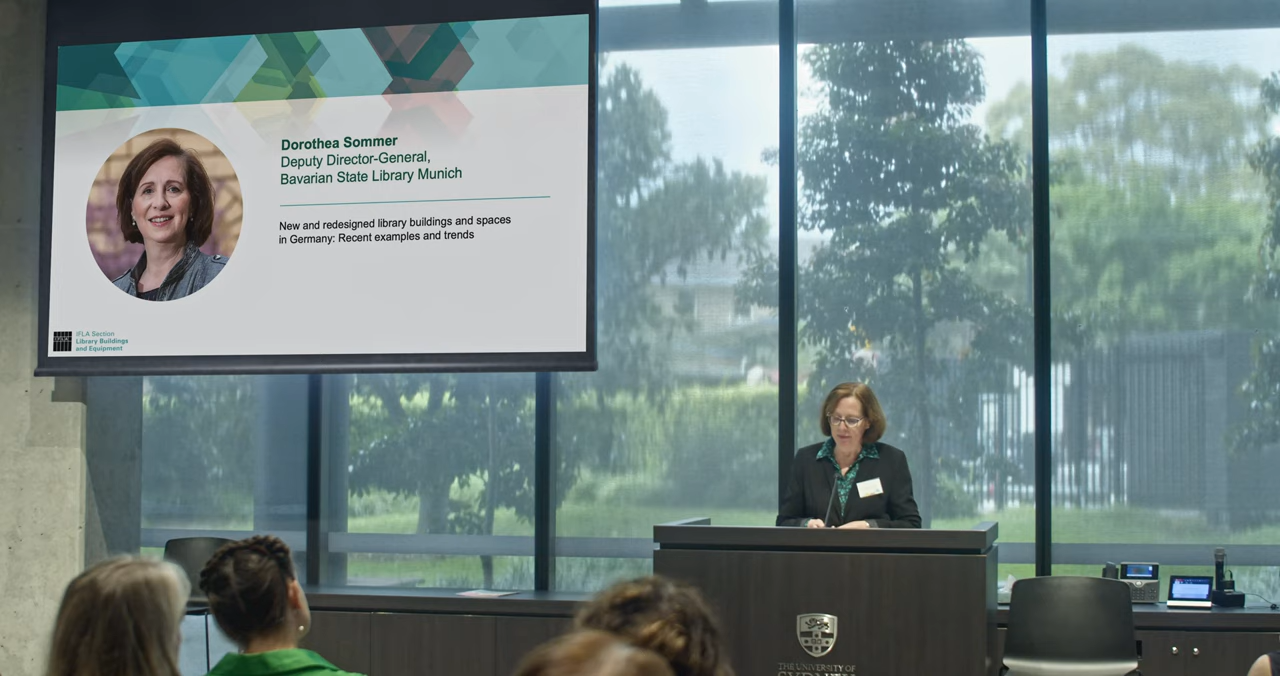 Dorothea Sommer
Deputy Director-General,
Bavarian State Library Munich
New and redesigned library buildings and spaces
in Germany: Recent examples and trends
IFLA Section
Library Buildings
and Equipment
THE UNIVERSITY OF
SYDNEY